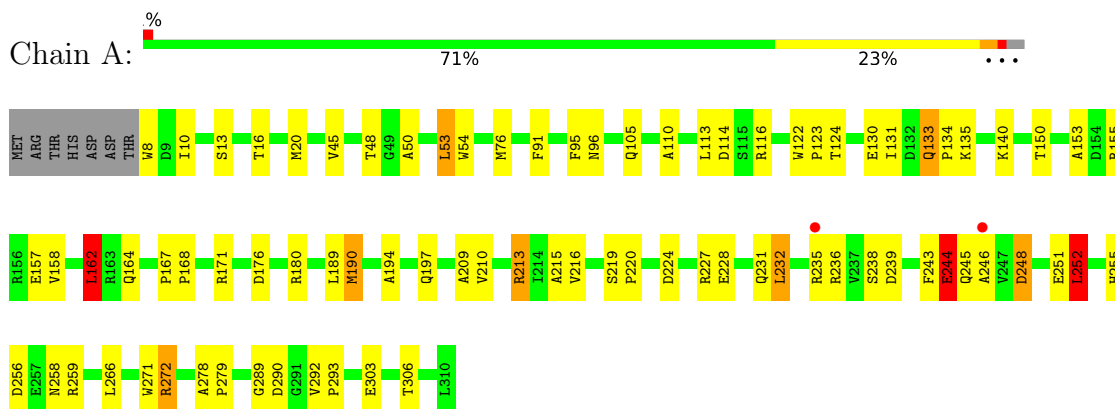 .%
Chain A:
71% 23% • • •
MET ARG THR HIS ASP ASP THR W8 D9 I10 S13 T16 M20 V45 T48 G49 A50 L53 W54 M76 F91 F95 N96 Q105 A110 L113 D114 S115 R116 W122 P123 T124 E130 I131 D132 Q133 P134 K135 K140 T150 A153 D154 R155
R156 E157 V158 L162 R163 Q164 P167 P168 R171 D176 R180 L189 M190 A194 Q197 A209 V210 R213 I214 A215 V216 S219 P220 D224 R227 E228 Q231 L232 R235 R236 V237 S238 D239 F243 E244 Q245 A246 V247 D248 E251 L252 H255
D256 E257 N258 R259 L266 W271 R272 A278 P279 G289 D290 G291 V292 P293 E303 T306 L310